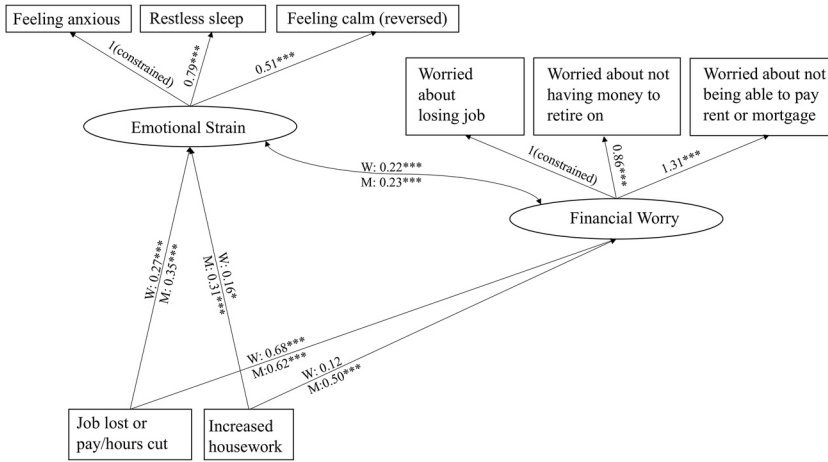 Feeling anxious
Restless sleep
Feeling calm (reversed)
1(constrained)
0.79***
0.51***
Emotional Strain
Worried
about
losing job
Worried about not
having money to
retire on
Worried about not
being able to pay
rent or mortgage
1(constrained)
0.86***
1.31***
Financial Worry
W: 0.22***
M: 0.23***
W: 0.27***
M: 0.35***
W: 0.16*
M: 0.31***
W: 0.68***
M:0.62***
W: 0.12
M:0.50***
Job lost or
pay/hours cut
Increased
housework